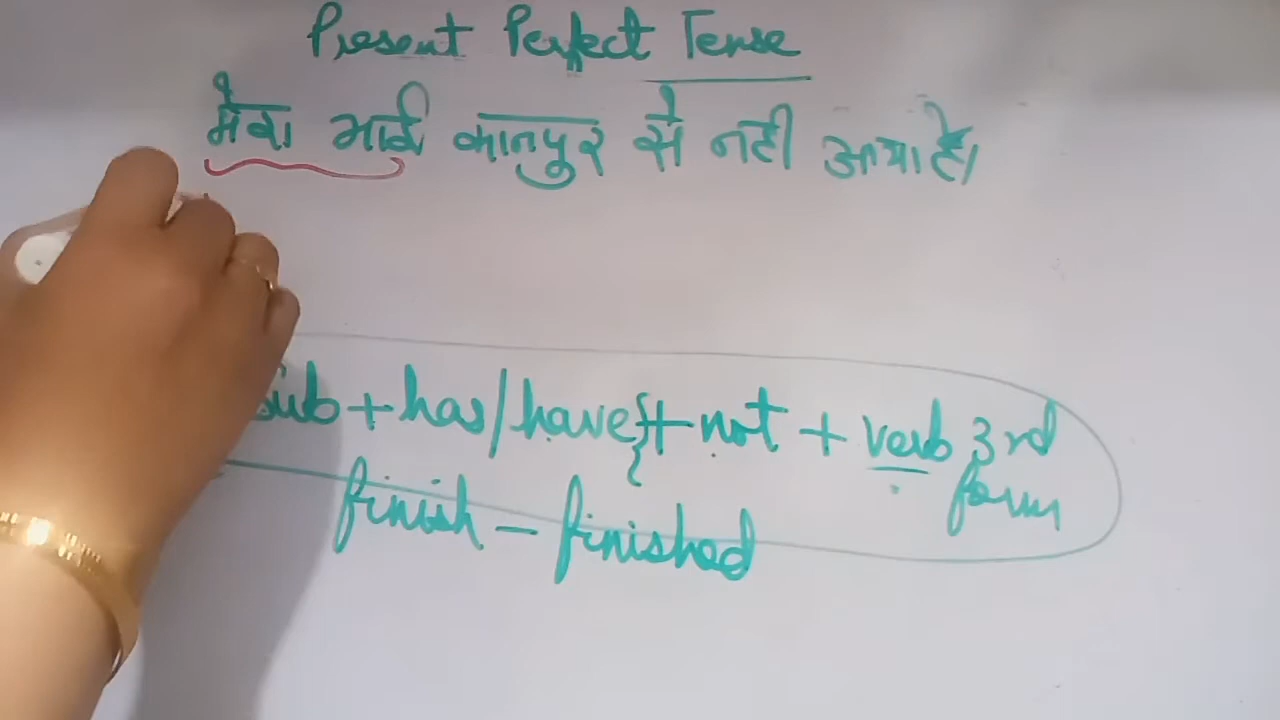 Present Perfect Tense
मेरा भाई कानपुर से नही आया है।
sub + has/have} + not + verb 3rd
form
finish - finished